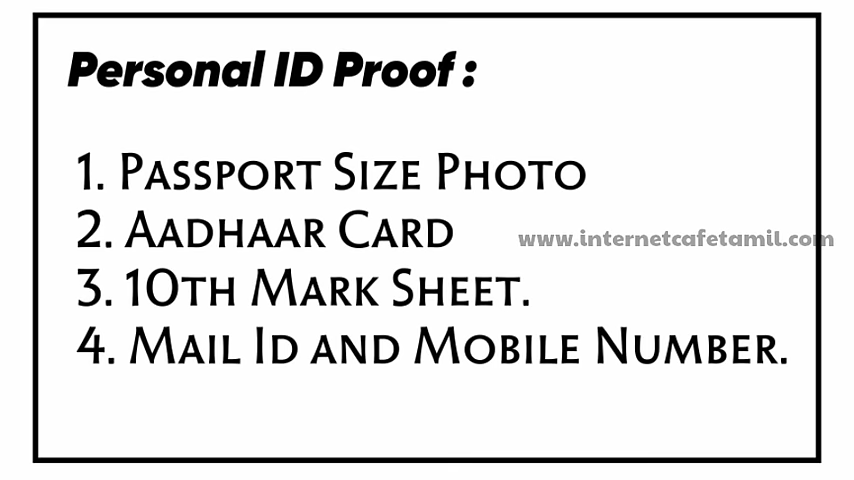 Personal ID Proof :
1. Passport Size Photo
2. Aadhaar Card
www.internetcafetamil.com
3. 10th Mark Sheet.
4. Mail Id and Mobile Number.